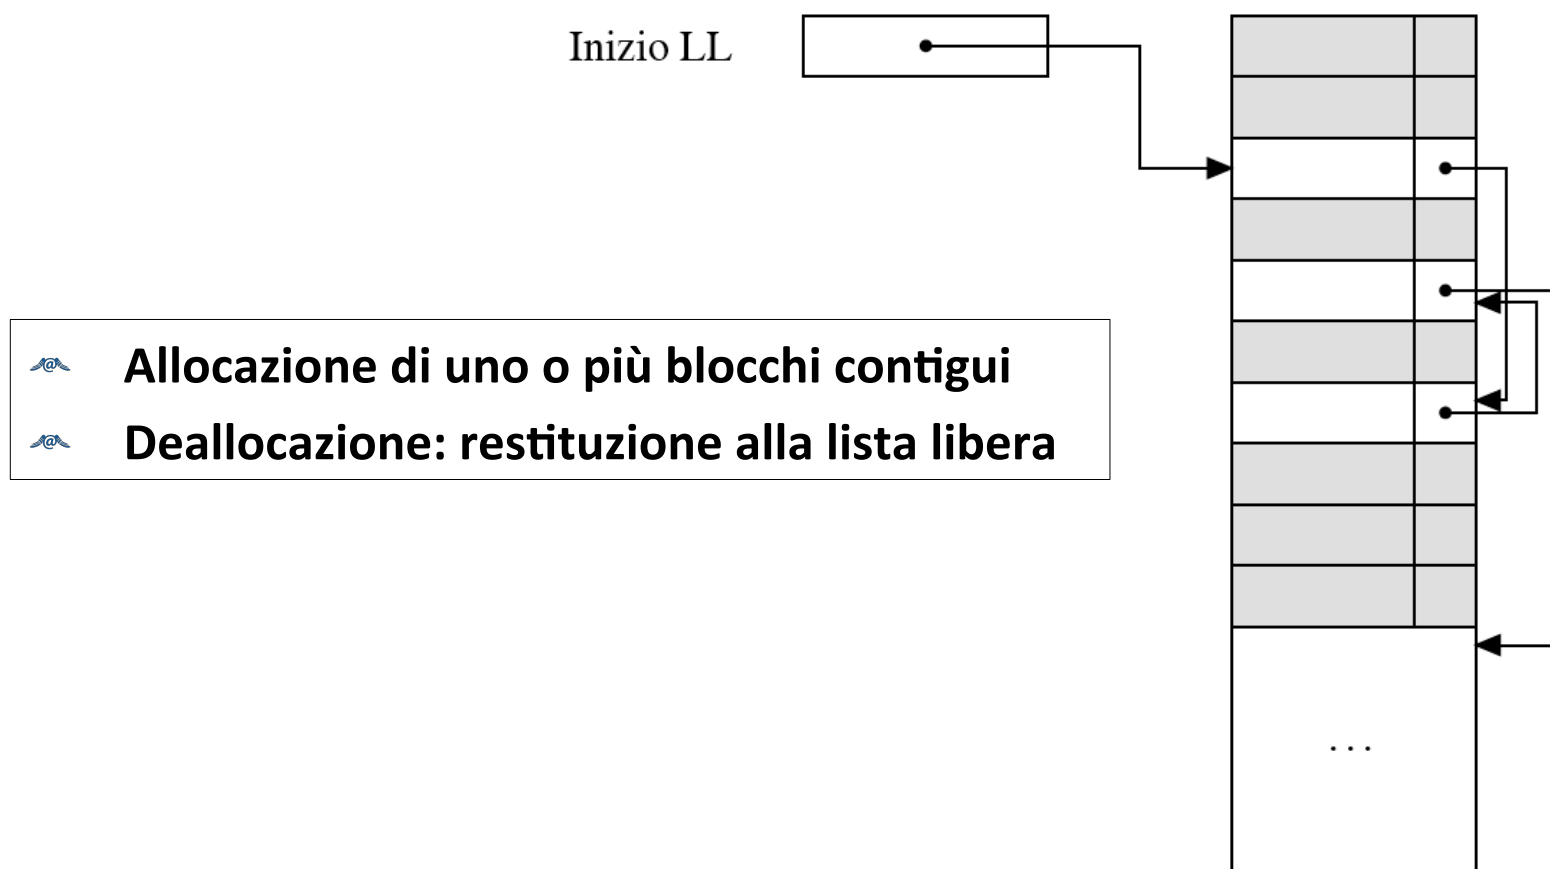 Inizio LL
Allocazione di uno o più blocchi contigui
Deallocazione: restituzione alla lista libera
. . .